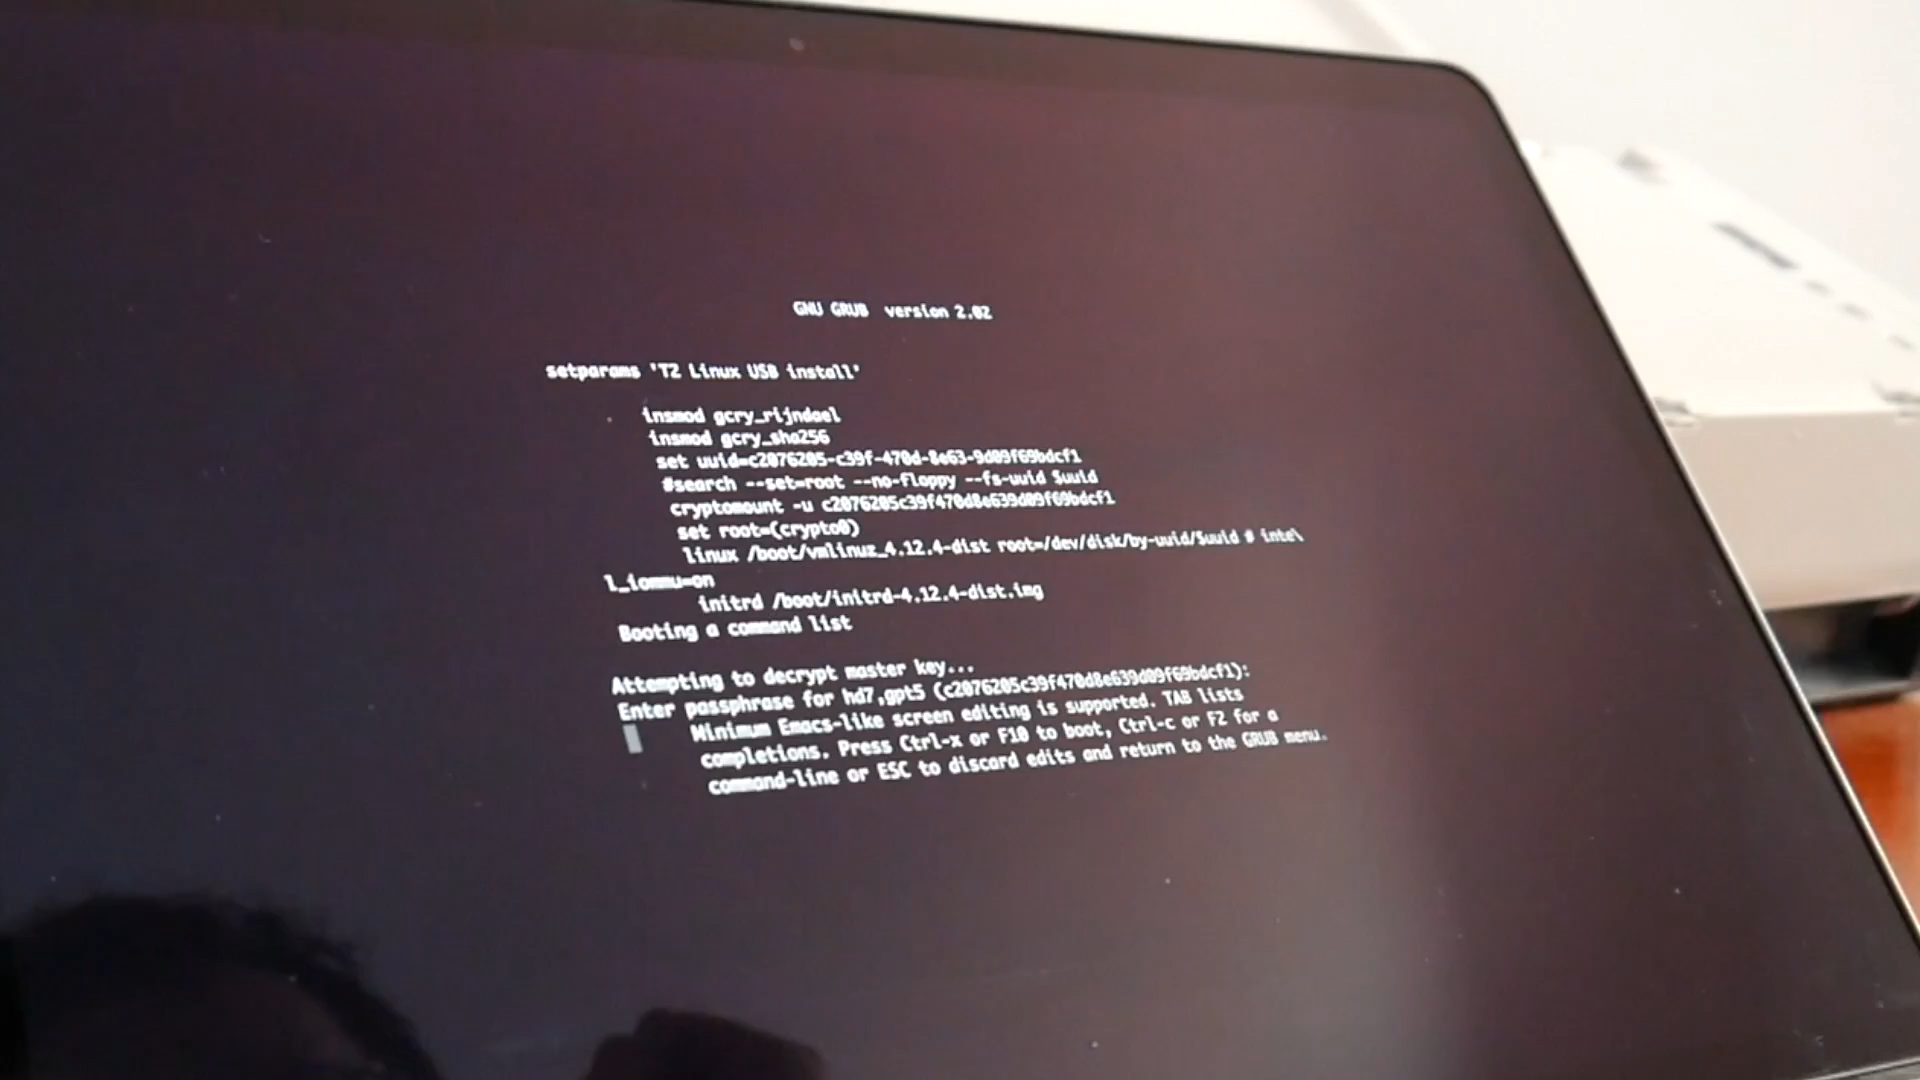 GNU GRUB version 2.02
setparams 'T2 Linux USB install'
insmod gcry_rijndael
insmod gcry_sha256
set uuid=c2076205-c39f-470d-8e63-9d09f69bdcf1
#search --set=root --no-floppy --fs-uuid $uuid
cryptomount -u c2076205c39f470d8e639d09f69bdcf1
set root=(crypto0)
linux /boot/vmlinuz_4.12.4-dist root=/dev/disk/by-uuid/$uuid # inte\
l_iommu=on
initrd /boot/initrd-4.12.4-dist.img
Booting a command list
Attempting to decrypt master key...
Enter passphrase for hd7,gpt5 (c2076205c39f470d8e639d09f69bdcf1):
Minimum Emacs-like screen editing is supported. TAB lists
completions. Press Ctrl-x or F10 to boot, Ctrl-c or F2 for a
command-line or ESC to discard edits and return to the GRUB menu.